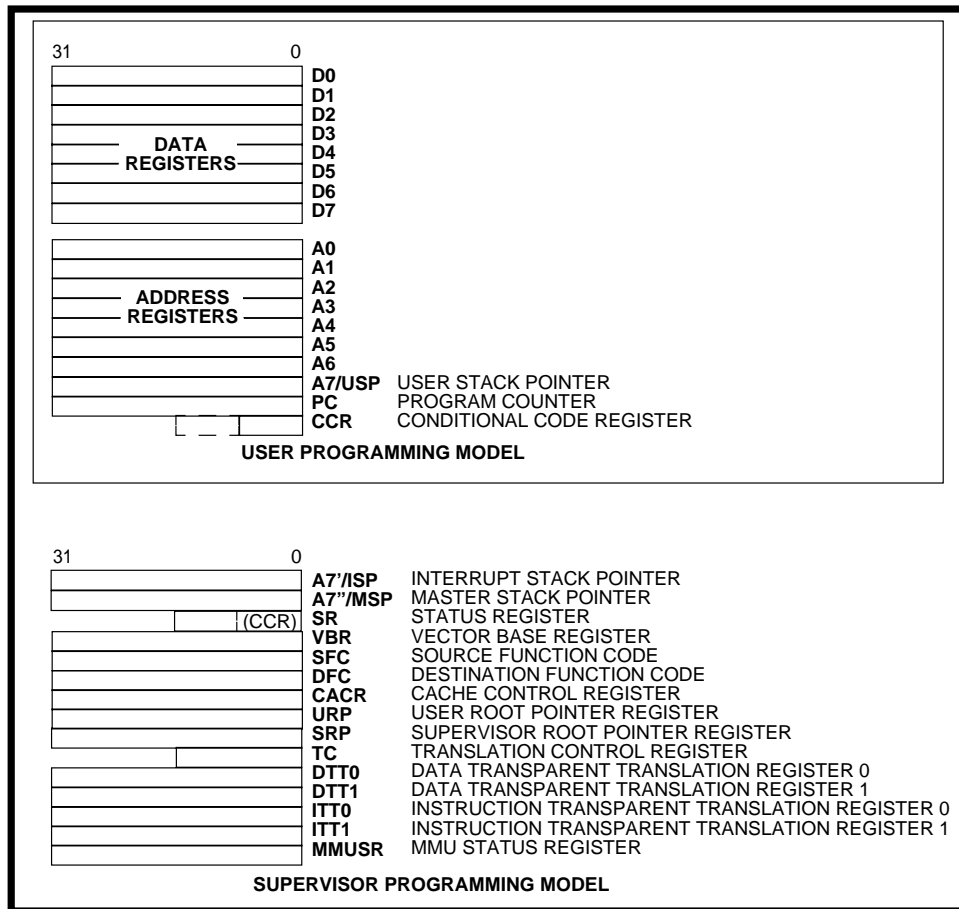 31 0
D0
D1
D2
D3
DATA
D4
REGISTERS
D5
D6
D7
A0
A1
A2
ADDRESS
A3
REGISTERS
A4
A5
A6
A7/USP USER STACK POINTER
PC PROGRAM COUNTER
CCR CONDITIONAL CODE REGISTER
USER PROGRAMMING MODEL
31 0
A7'/ISP INTERRUPT STACK POINTER
A7"/MSP MASTER STACK POINTER
(CCR) SR STATUS REGISTER
VBR VECTOR BASE REGISTER
SFC SOURCE FUNCTION CODE
DFC DESTINATION FUNCTION CODE
CACR CACHE CONTROL REGISTER
URP USER ROOT POINTER REGISTER
SRP SUPERVISOR ROOT POINTER REGISTER
TC TRANSLATION CONTROL REGISTER
DTT0 DATA TRANSPARENT TRANSLATION REGISTER 0
DTT1 DATA TRANSPARENT TRANSLATION REGISTER 1
ITT0 INSTRUCTION TRANSPARENT TRANSLATION REGISTER 0
ITT1 INSTRUCTION TRANSPARENT TRANSLATION REGISTER 1
MMUSR MMU STATUS REGISTER
SUPERVISOR PROGRAMMING MODEL